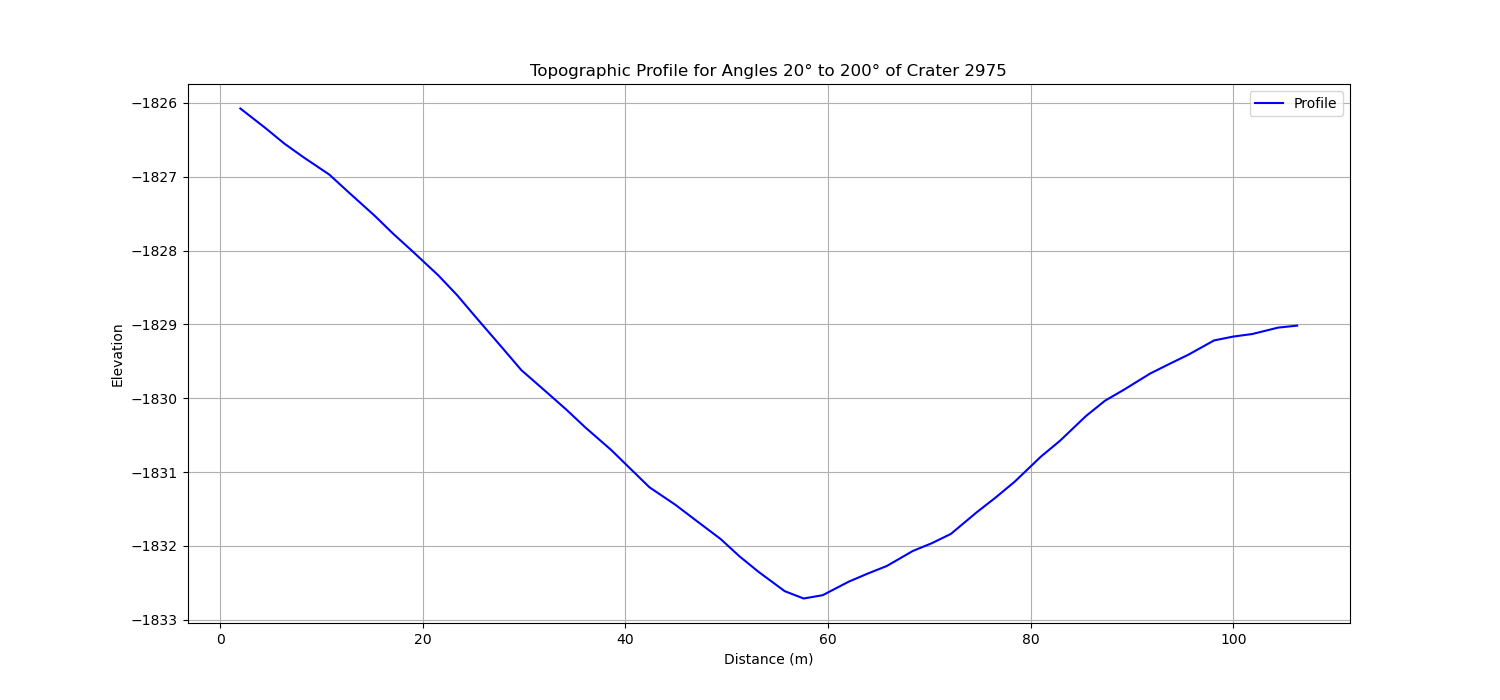 Topographic Profile for Angles 20° to 200° of Crater 2975
Profile
−1826
−1827
−1828
−1829
−1830
−1831
−1832
−1833
Elevation
0 20 40 60 80 100
Distance (m)